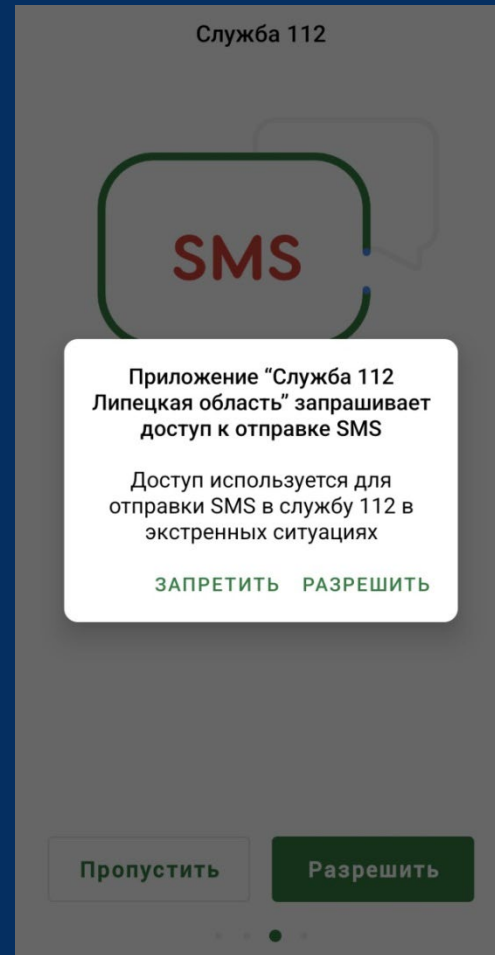 Служба 112
SMS
Приложение “Служба 112
Липецкая область” запрашивает
доступ к отправке SMS
Доступ используется для
отправки SMS в службу 112 в
экстренных ситуациях
ЗАПРЕТИТЬ РАЗРЕШИТЬ
Пропустить Разрешить